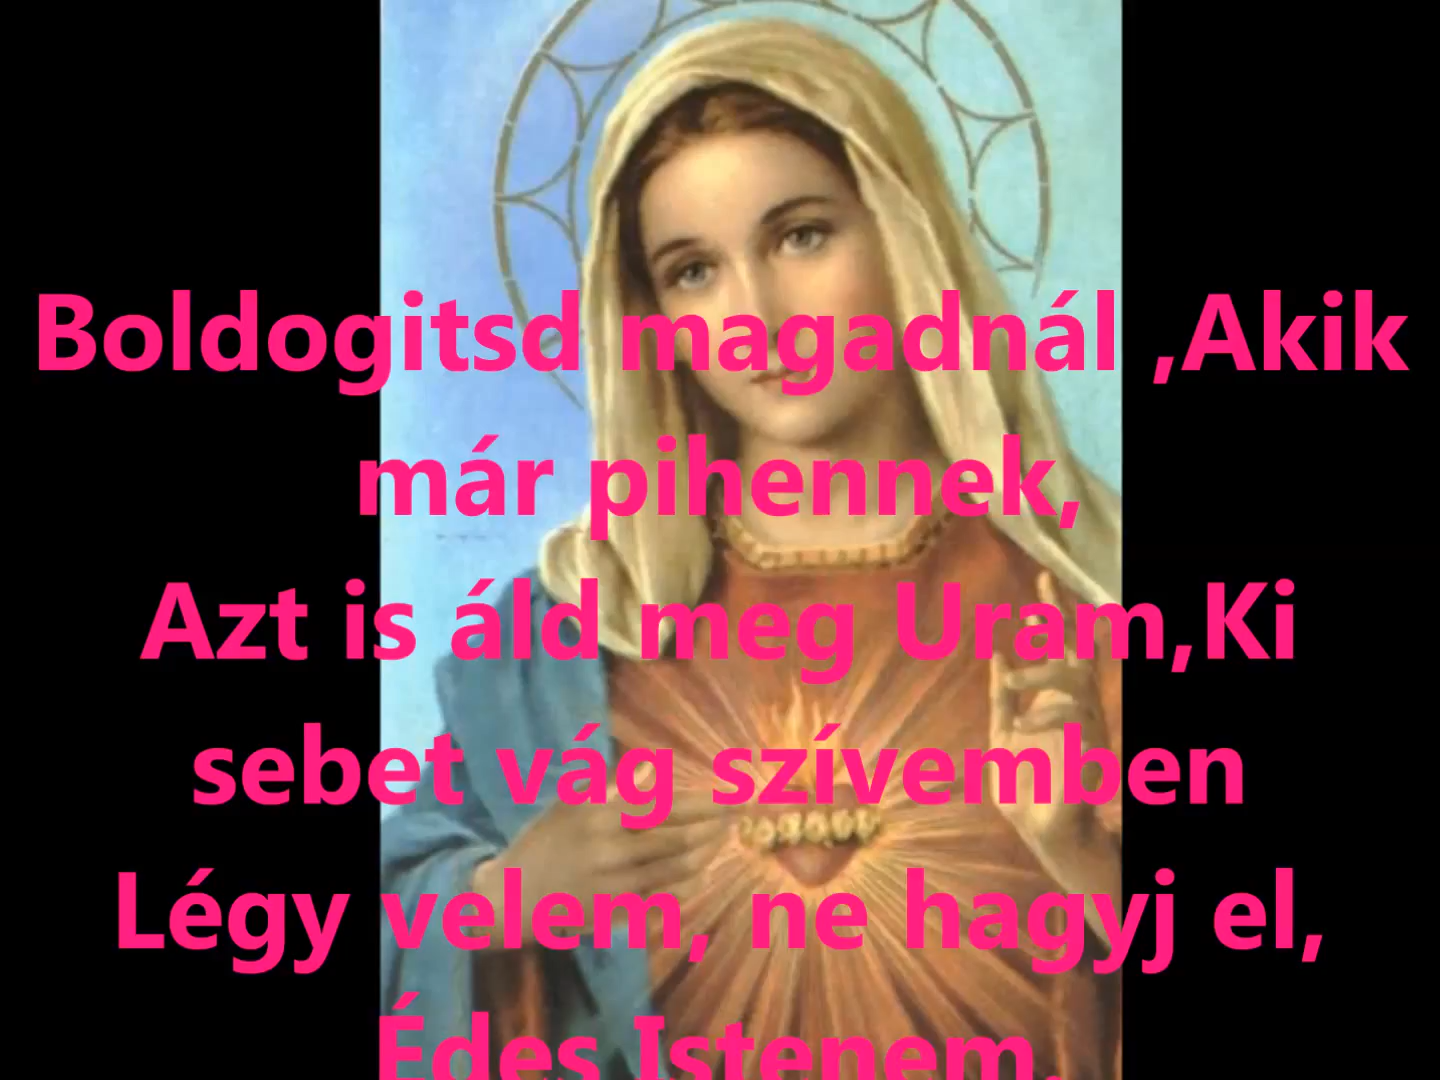 Boldogitsd magadnál ,Akik
már pihennek,
Azt is áld meg Uram,Ki
sebet vág szívemben
Légy velem, ne hagyj el,
Édes Istenem,